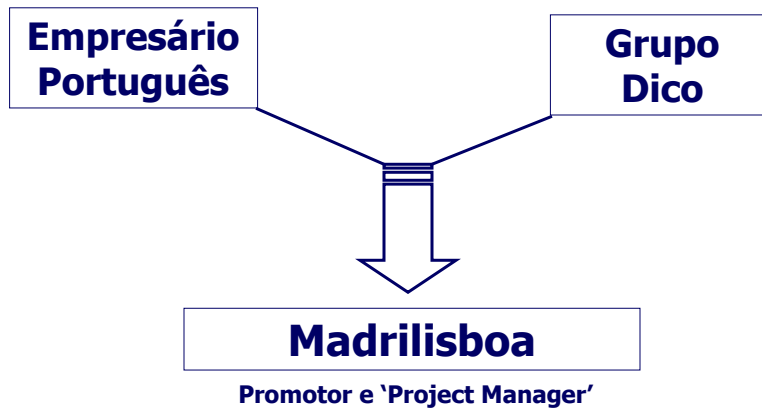 Empresário
Português
Grupo
Dico
Madrilisboa
Promotor e ‘Project Manager’